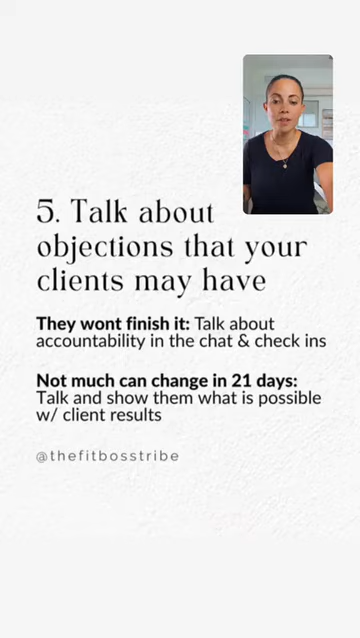 5. Talk about
objections that your
clients may have
They wont finish it: Talk about
accountability in the chat & check ins
Not much can change in 21 days:
Talk and show them what is possible
w/ client results
@thefitbosstribe